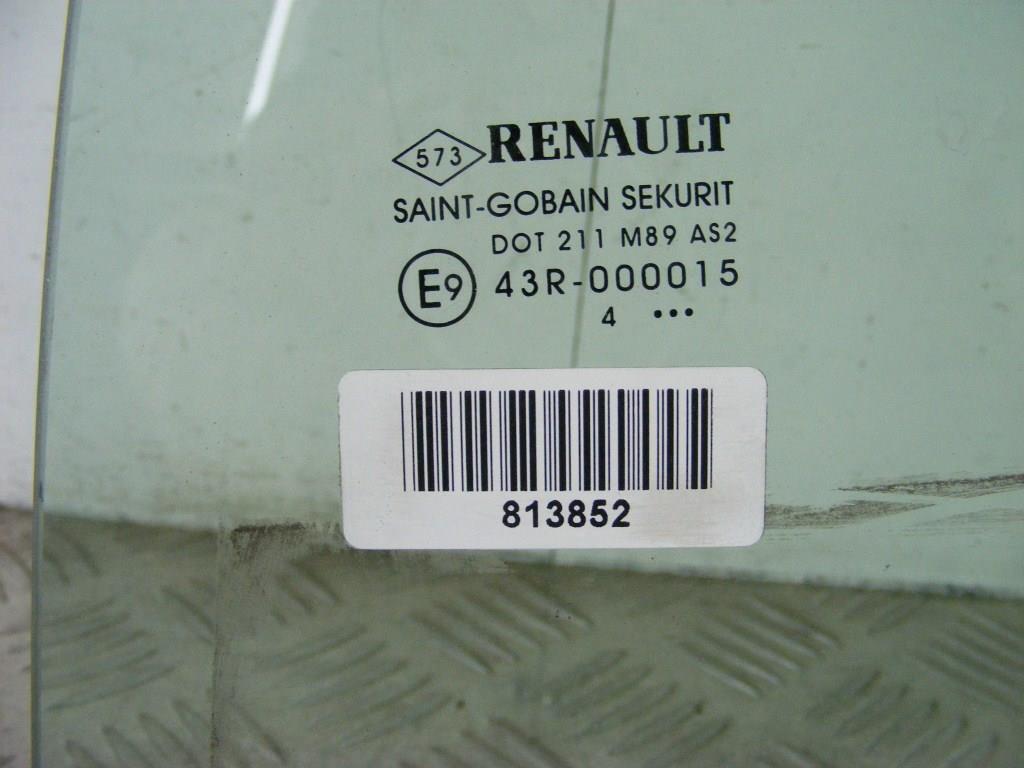 573 RENAULT
SAINT-GOBAIN SEKURIT
DOT 211 M89 AS2
E9 43R-000015
4 •••
813852